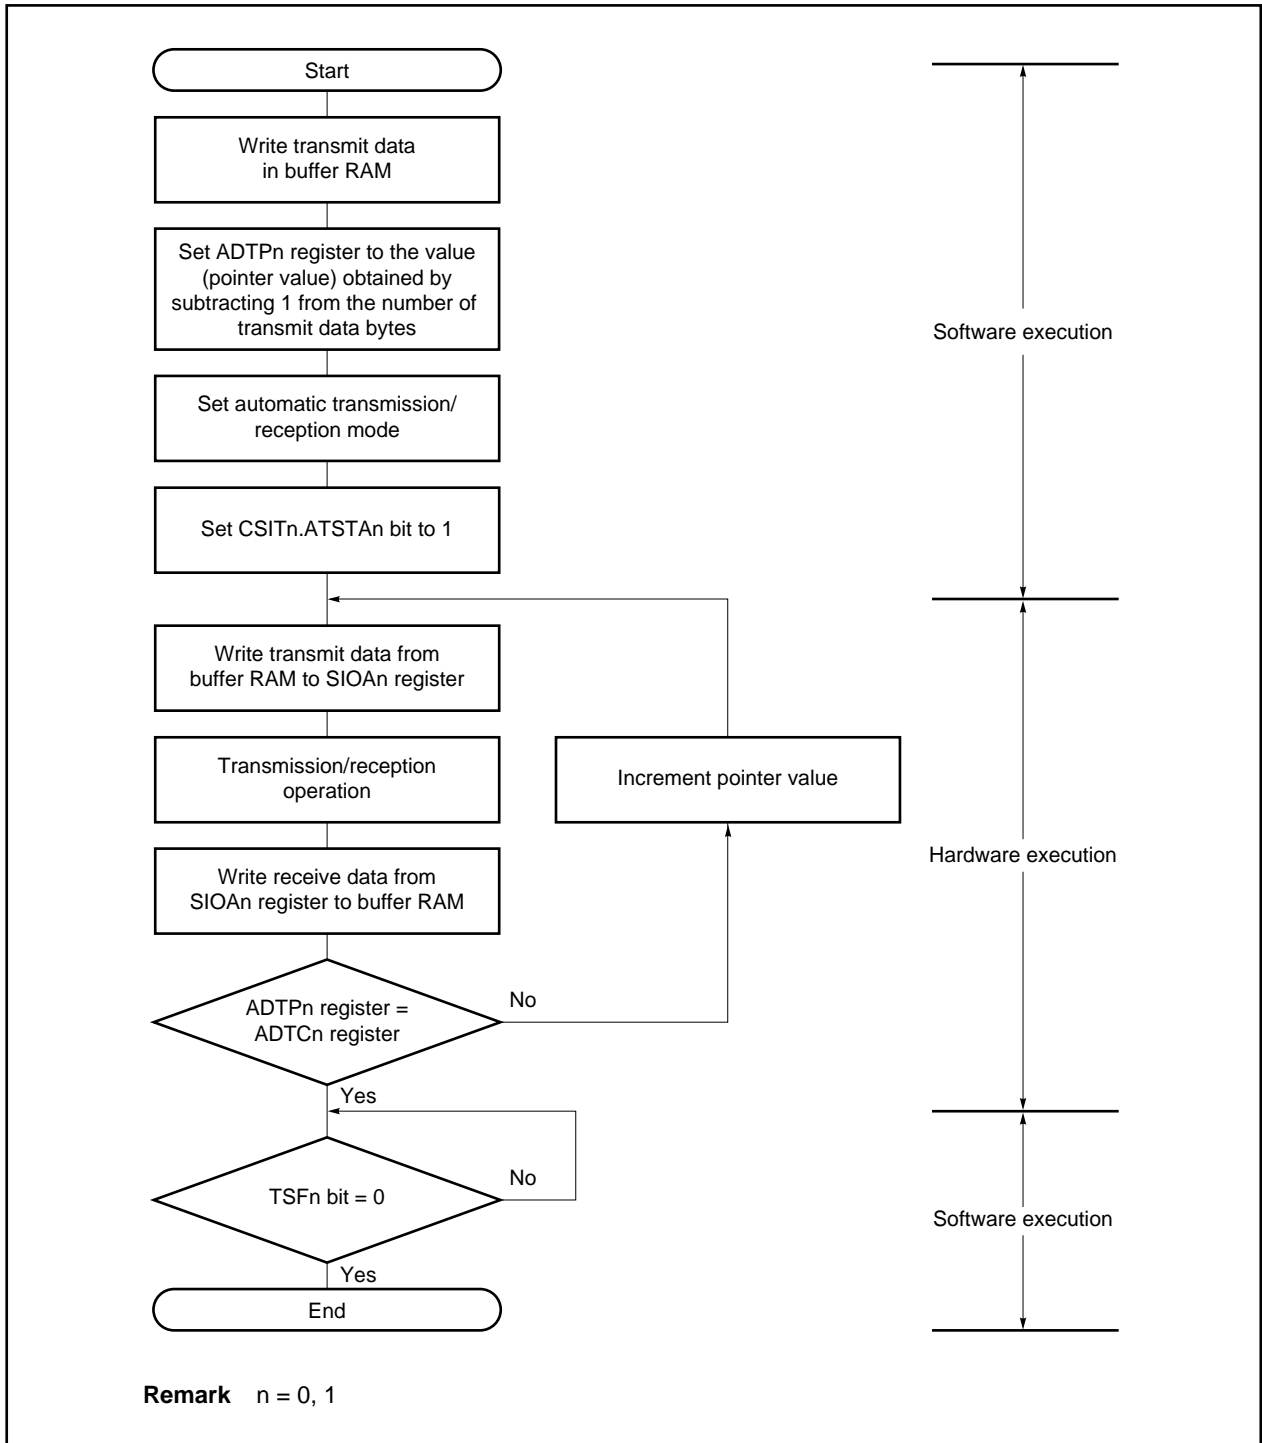 Start
Write transmit data
in buffer RAM
Set ADTPn register to the value
(pointer value) obtained by
subtracting 1 from the number of
transmit data bytes
Software execution
Set automatic transmission/
reception mode
Set CSITn.ATSTAn bit to 1
Write transmit data from
buffer RAM to SIOAn register
Transmission/reception
operation
Increment pointer value
Hardware execution
Write receive data from
SIOAn register to buffer RAM
ADTPn register =
ADTCn register
No
Yes
TSFn bit = 0
No
Software execution
Yes
End
Remark n = 0, 1